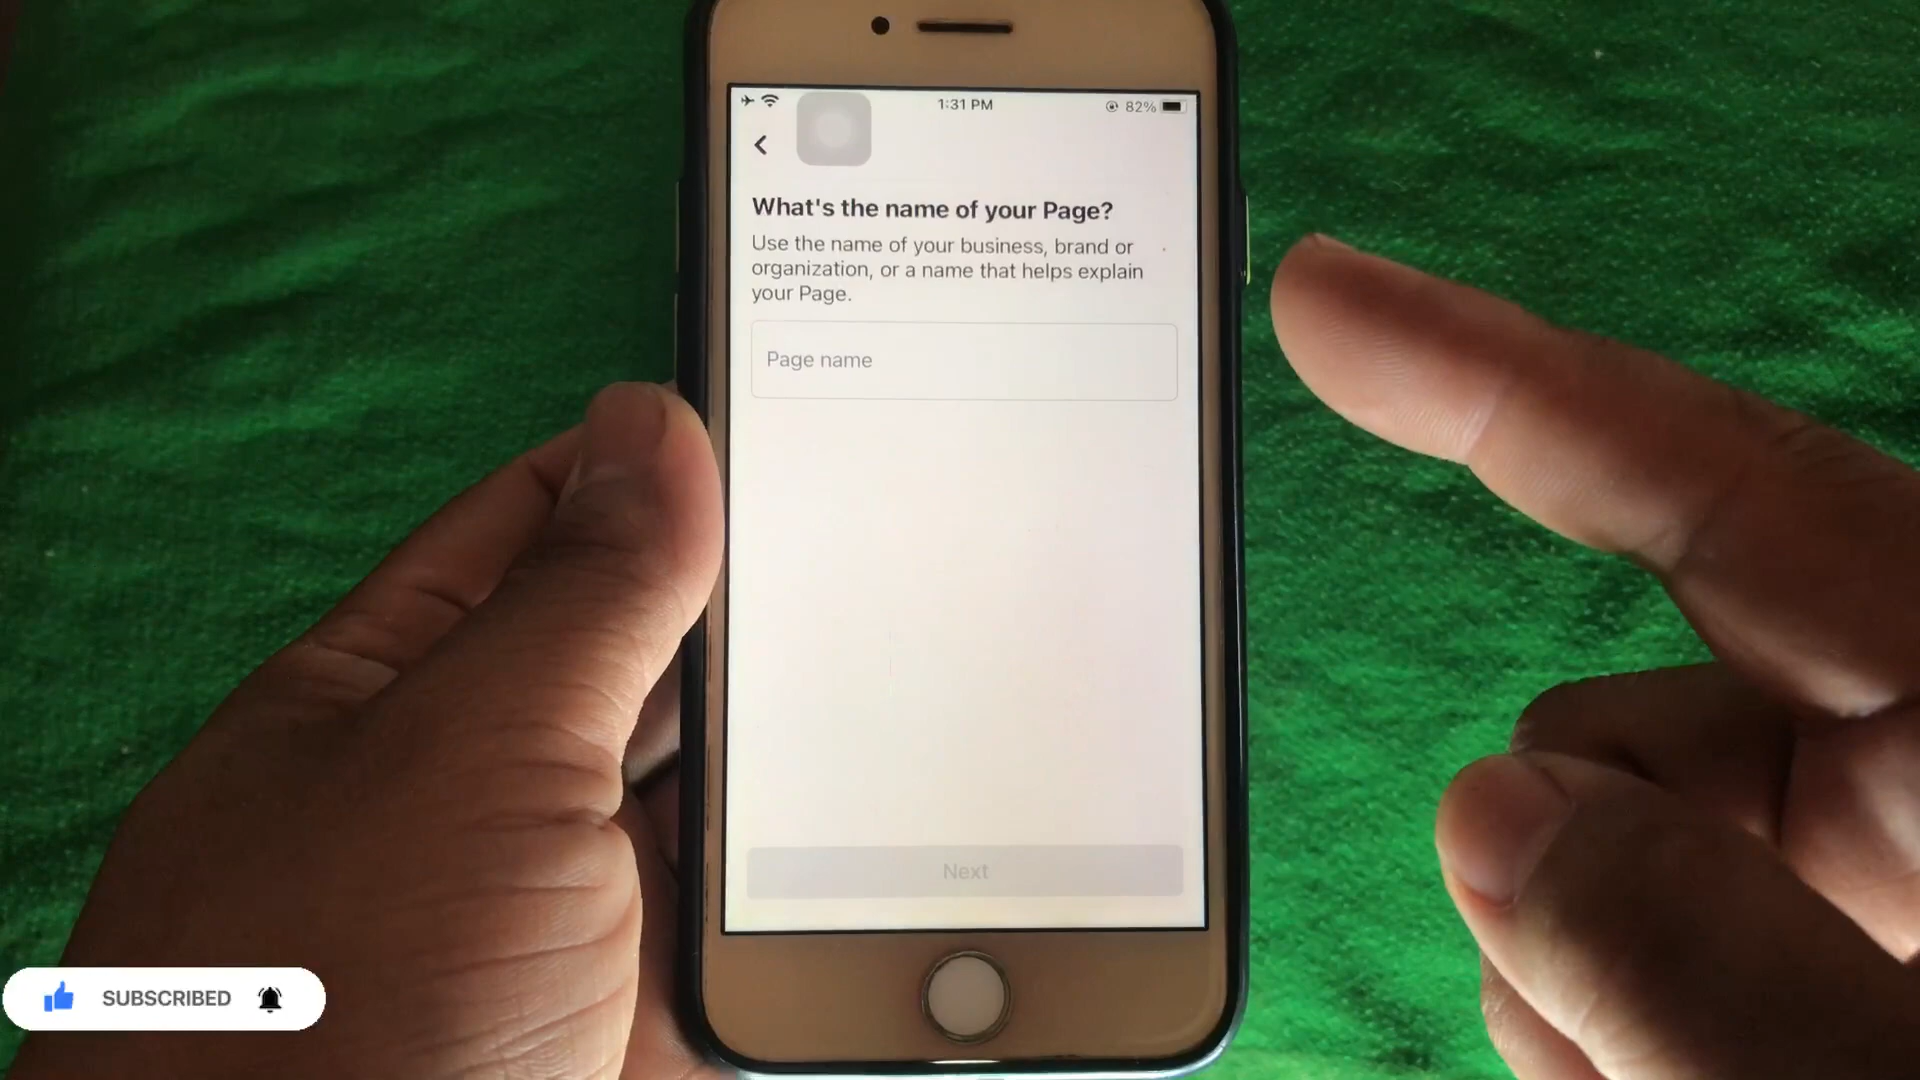 1:31 PM
82%
What's the name of your Page?
Use the name of your business, brand or
organization, or a name that helps explain
your Page.
Page name
Next
SUBSCRIBED